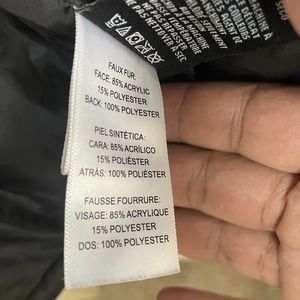 FAUX FUR:
FACE: 85% ACRYLIC
15% POLYESTER
BACK: 100% POLYESTER
PIEL SINTÉTICA:
CARA: 85% ACRÍLICO
15% POLIÉSTER
ATRÁS: 100% POLIÉSTER
FAUSSE FOURRURE:
VISAGE: 85% ACRYLIQUE
15% POLYESTER
DOS: 100% POLYESTER